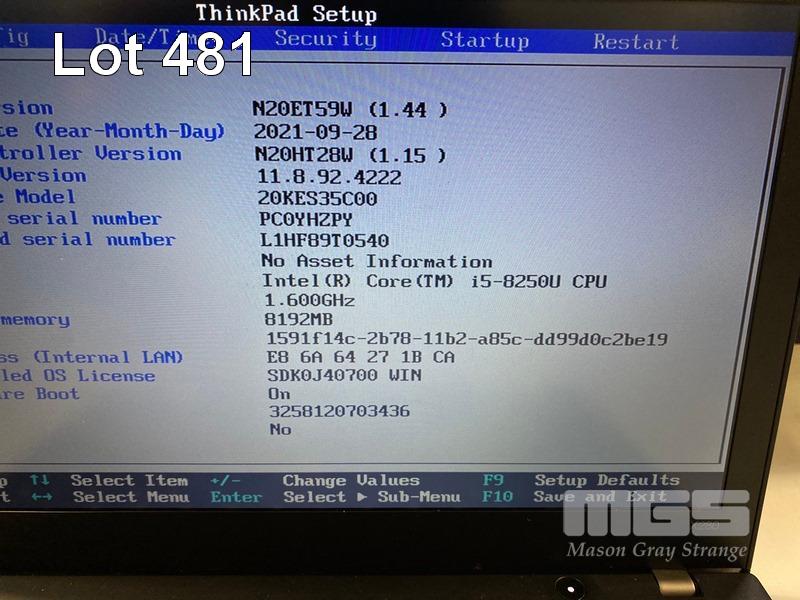 ThinkPad Setup
ig Date/Tim Security Startup Restart
Lot 481
sion N20ET59W (1.44 )
te (Year-Month-Day) 2021-09-28
troller Version N20HT28W (1.15 )
Version 11.8.92.4222
e Model 20KES35C00
serial number PC0YHZPY
d serial number L1HF89T0540
No Asset Information
Intel(R) Core(TM) i5-8250U CPU
1.600GHz
memory 8192MB
1591f14c-2b78-11b2-a85c-dd99d0c2be19
ss (Internal LAN) E8 6A 64 27 1B CA
led OS License SDK0J40700 WIN
re Boot On
3258120703436
No
p ↑↓ Select Item +/- Change Values F9 Setup Defaults
t ←→ Select Menu Enter Select ▶ Sub-Menu F10 Save and Exit
MGS
Mason Gray Strange